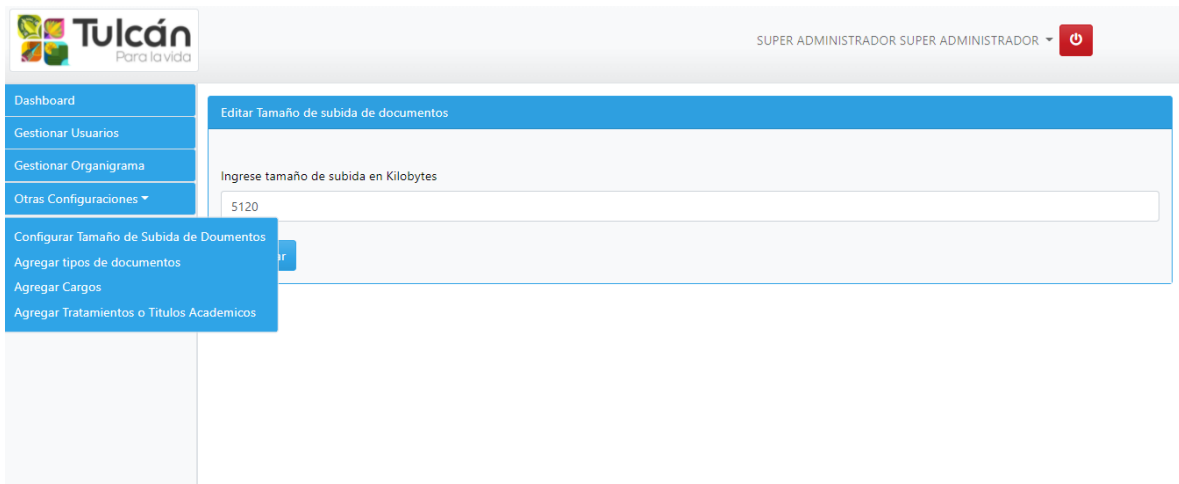 Tulcán
Para la vida
SUPER ADMINISTRADOR SUPER ADMINISTRADOR
Dashboard
Gestionar Usuarios
Gestionar Organigrama
Otras Configuraciones
Configurar Tamaño de Subida de Doumentos
Agregar tipos de documentos
Agregar Cargos
Agregar Tratamientos o Titulos Academicos
Editar Tamaño de subida de documentos
Ingrese tamaño de subida en Kilobytes
5120